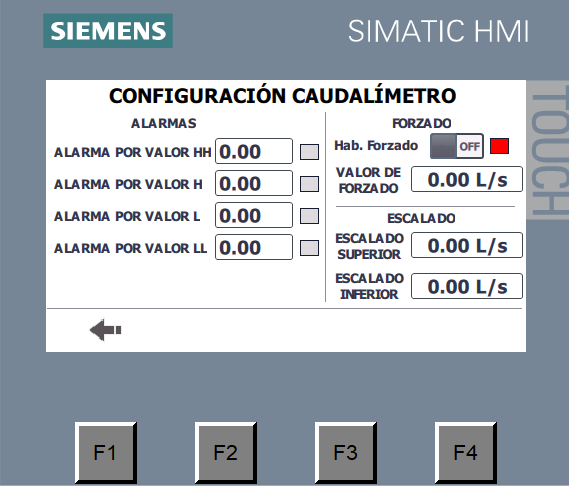 SIEMENS
SIMATIC HMI
TOUCH
CONFIGURACIÓN CAUDALÍMETRO
ALARMAS
ALARMA POR VALOR HH 0.00
ALARMA POR VALOR H 0.00
ALARMA POR VALOR L 0.00
ALARMA POR VALOR LL 0.00
FORZADO
Hab. Forzado OFF
VALOR DE
FORZADO
0.00 L/s
ESCALADO
ESCALADO
SUPERIOR
0.00 L/s
ESCALADO
INFERIOR
0.00 L/s
F1 F2 F3 F4